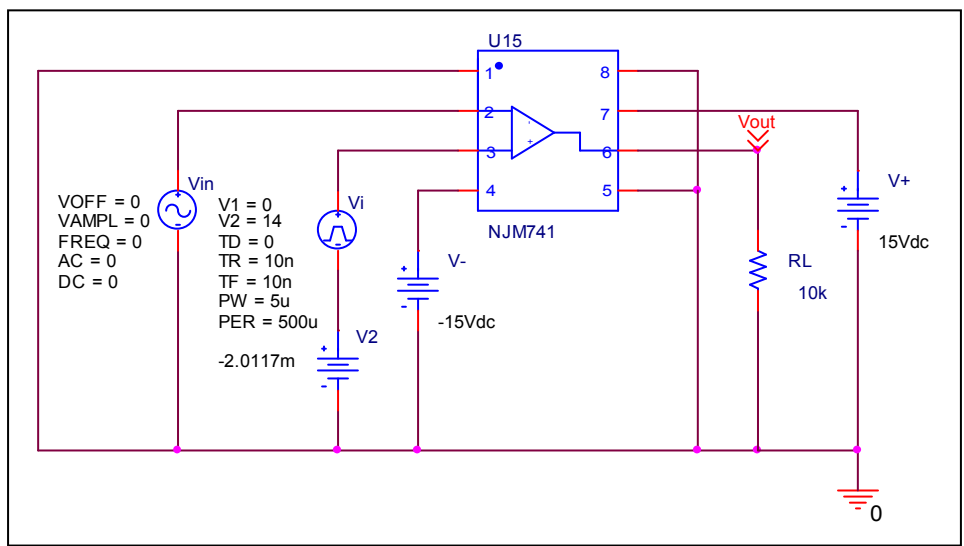 U15
1
8
2
7
Vout
3
6
4
5
NJM741
Vin
VOFF = 0
VAMPL = 0
FREQ = 0
AC = 0
DC = 0
Vi
V1 = 0
V2 = 14
TD = 0
TR = 10n
TF = 10n
PW = 5u
PER = 500u
V2
-2.0117m
V-
-15Vdc
RL
10k
V+
15Vdc
0